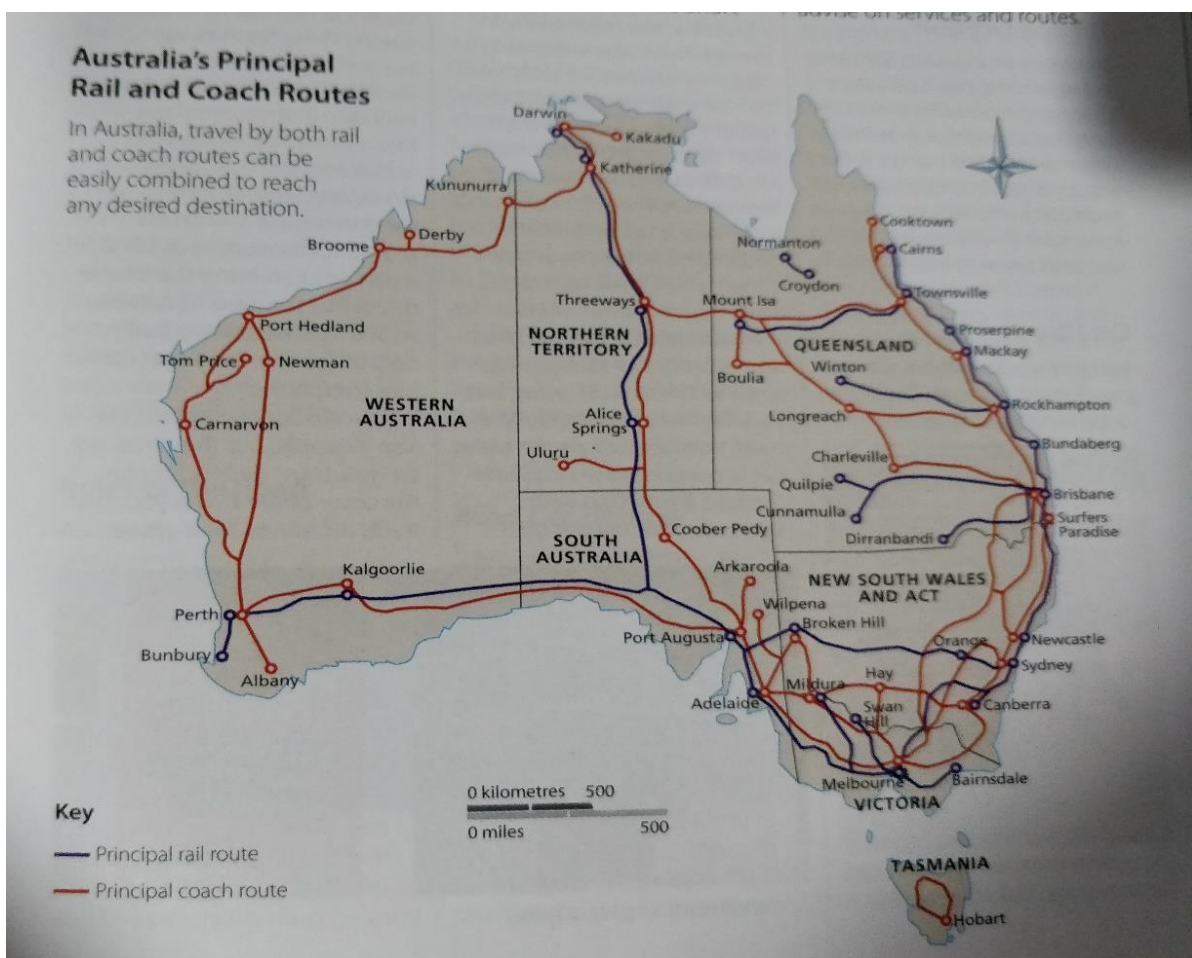 advise on services and routes.
Australia's Principal
Rail and Coach Routes
In Australia, travel by both rail
and coach routes can be
easily combined to reach
any desired destination.
Darwin
Kakadu
Katherine
Kununurra
Derby
Broome
Cooktown
Normanton
Cairns
Croydon
Threeways
Mount Isa
Townsville
Port Hedland
NORTHERN
TERRITORY
QUEENSLAND
Proserpine
Mackay
Tom Price
Newman
Boulia
Winton
WESTERN
AUSTRALIA
Longreach
Rockhampton
Carnarvon
Alice
Springs
Bundaberg
Uluru
Charleville
Quilpie
Brisbane
Cunnamulla
Surfers
Paradise
Coober Pedy
Dirranbandi
SOUTH
AUSTRALIA
Arkaroola
Kalgoorlie
NEW SOUTH WALES
AND ACT
Wilpena
Perth
Broken Hill
Port Augusta
Orange
Newcastle
Bunbury
Sydney
Albany
Hay
Mildura
Adelaide
Swan
Hill
Canberra
Melbourne
Bairnsdale
VICTORIA
0 kilometres 500
0 miles 500
Key
Principal rail route
Principal coach route
TASMANIA
Hobart